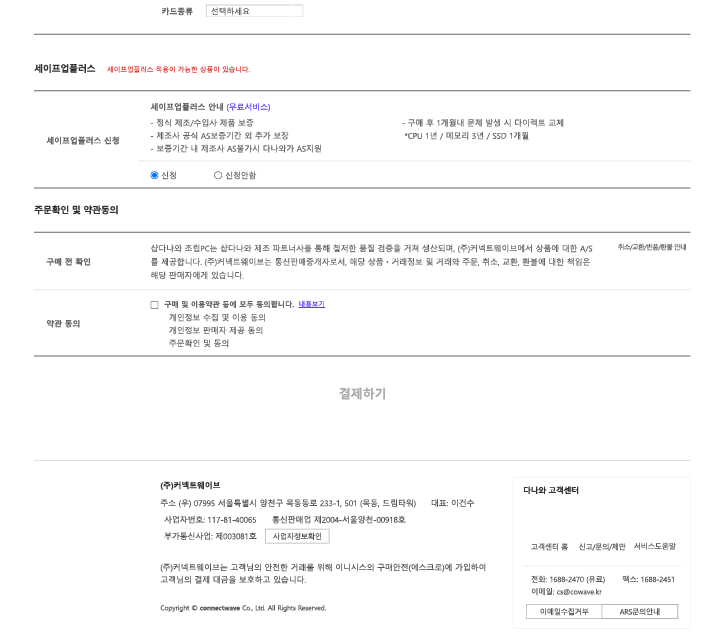 카드종류 선택하세요
세이프업플러스 세이프업플러스 적용이 가능한 상품이 있습니다.
세이프업플러스 신청
세이프업플러스 안내 (무료서비스)
- 정식 제조/수입사 제품 보증
- 제조사 공식 AS보증기간 외 추가 보장
- 보증기간 내 제조사 AS불가시 다나와가 AS지원
- 구매 후 1개월내 문제 발생 시 다이렉트 교체
*CPU 1년 / 메모리 3년 / SSD 1개월
신청 신청안함
주문확인 및 약관동의
구매 전 확인
샵다나와 조립PC는 샵다나와 제조 파트너사를 통해 철저한 품질 검증을 거쳐 생산되며, (주)커넥트웨이브에서 상품에 대한 A/S
를 제공합니다. (주)커넥트웨이브는 통신판매중개자로서, 해당 상품・거래정보 및 거래와 주문, 취소, 교환, 환불에 대한 책임은
해당 판매자에게 있습니다.
취소/교환/반품/환불 안내
약관 동의
구매 및 이용약관 등에 모두 동의합니다. 내용보기
개인정보 수집 및 이용 동의
개인정보 판매자 제공 동의
주문확인 및 동의
결제하기
(주)커넥트웨이브
주소 (우) 07995 서울특별시 양천구 목동동로 233-1, 501 (목동, 드림타워) 대표: 이건수
사업자번호: 117-81-40065 통신판매업 제2004-서울양천-00918호
부가통신사업: 제003081호 사업자정보확인
(주)커넥트웨이브는 고객님의 안전한 거래를 위해 이니시스의 구매안전(에스크로)에 가입하여
고객님의 결제 대금을 보호하고 있습니다.
Copyright © connectwave Co., Ltd. All Rights Reserved.
다나와 고객센터
고객센터 홈 신고/문의/제안 서비스도움말
전화: 1688-2470 (유료) 팩스: 1688-2451
이메일: cs@cowave.kr
이메일수집거부 ARS문의안내